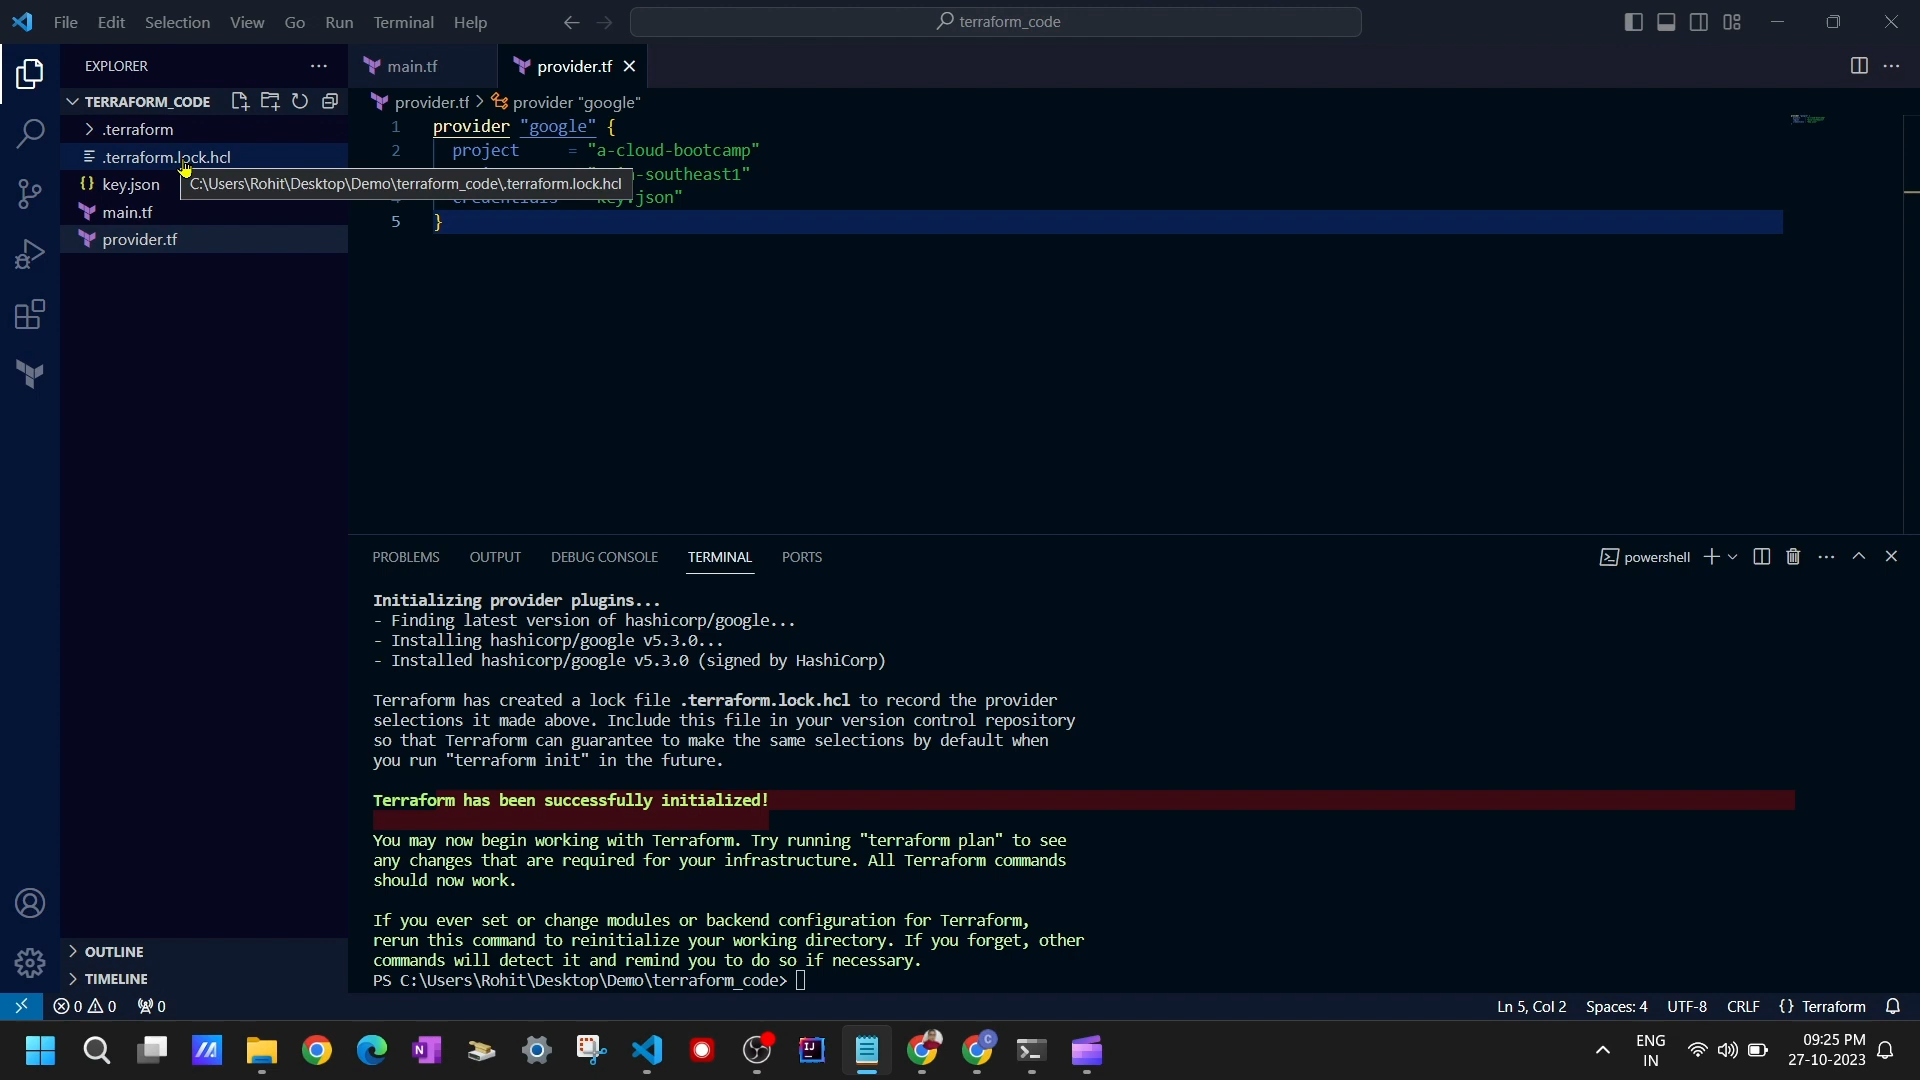 File Edit Selection View Go Run Terminal Help
terraform_code
EXPLORER
TERRAFORM_CODE
.terraform
.terraform.lock.hcl
key.json
main.tf
provider.tf
OUTLINE
TIMELINE
main.tf
provider.tf
provider.tf > provider "google"
1 provider "google" {
2 project = "a-cloud-bootcamp"
-southeast1"
C:\Users\Rohit\Desktop\Demo\terraform_code\.terraform.lock.hcl
json"
5 }
PROBLEMS OUTPUT DEBUG CONSOLE TERMINAL PORTS
powershell
Initializing provider plugins...
- Finding latest version of hashicorp/google...
- Installing hashicorp/google v5.3.0...
- Installed hashicorp/google v5.3.0 (signed by HashiCorp)
Terraform has created a lock file .terraform.lock.hcl to record the provider
selections it made above. Include this file in your version control repository
so that Terraform can guarantee to make the same selections by default when
you run "terraform init" in the future.
Terraform has been successfully initialized!
You may now begin working with Terraform. Try running "terraform plan" to see
any changes that are required for your infrastructure. All Terraform commands
should now work.
If you ever set or change modules or backend configuration for Terraform,
rerun this command to reinitialize your working directory. If you forget, other
commands will detect it and remind you to do so if necessary.
PS C:\Users\Rohit\Desktop\Demo\terraform_code>
0 0 0
Ln 5, Col 2 Spaces: 4 UTF-8 CRLF {} Terraform
ENG
IN
09:25 PM
27-10-2023